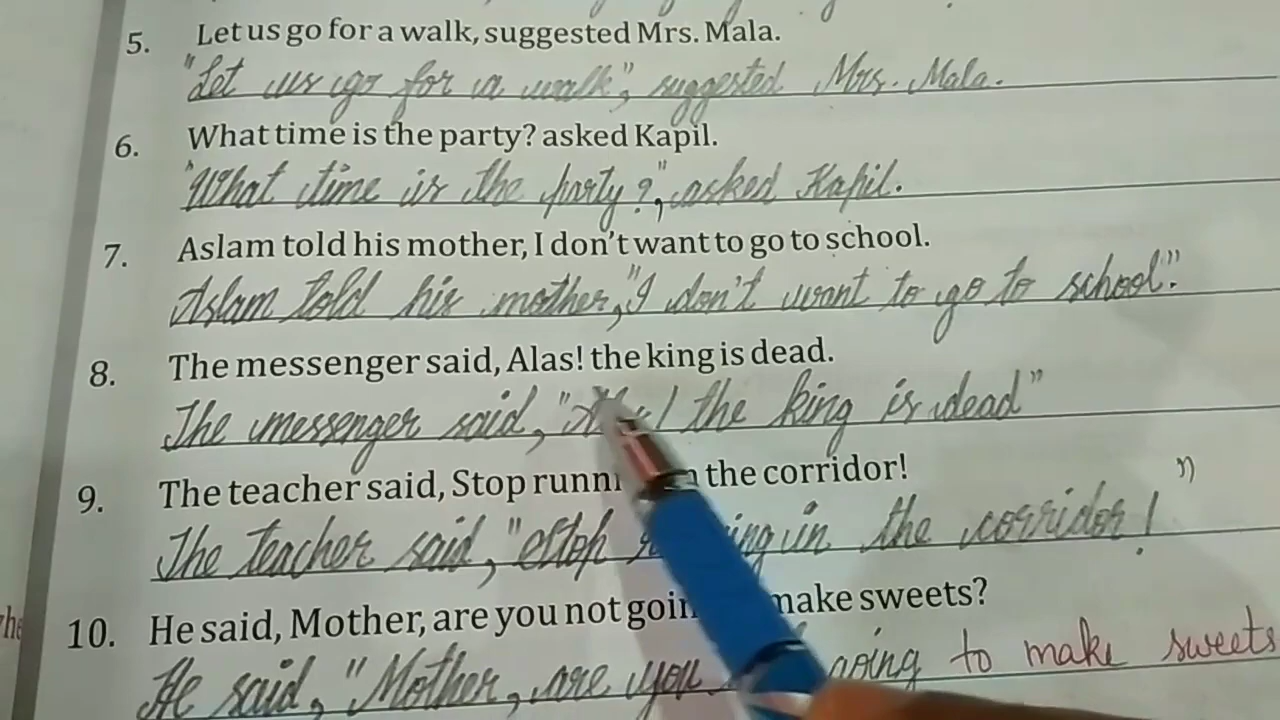 5. Let us go for a walk, suggested Mrs. Mala.
"Let us go for a walk", suggested Mrs. Mala.
6. What time is the party? asked Kapil.
"What time is the party?", asked Kapil.
7. Aslam told his mother, I don't want to go to school.
Aslam told his mother, "I don't want to go to school".
8. The messenger said, Alas! the king is dead.
The messenger said, " the king is dead"
9. The teacher said, Stop the corridor!
The teacher said, "Stop in the corridor!"
10. He said, Mother, are you not make sweets?
He said, "Mother, are you going to make sweets